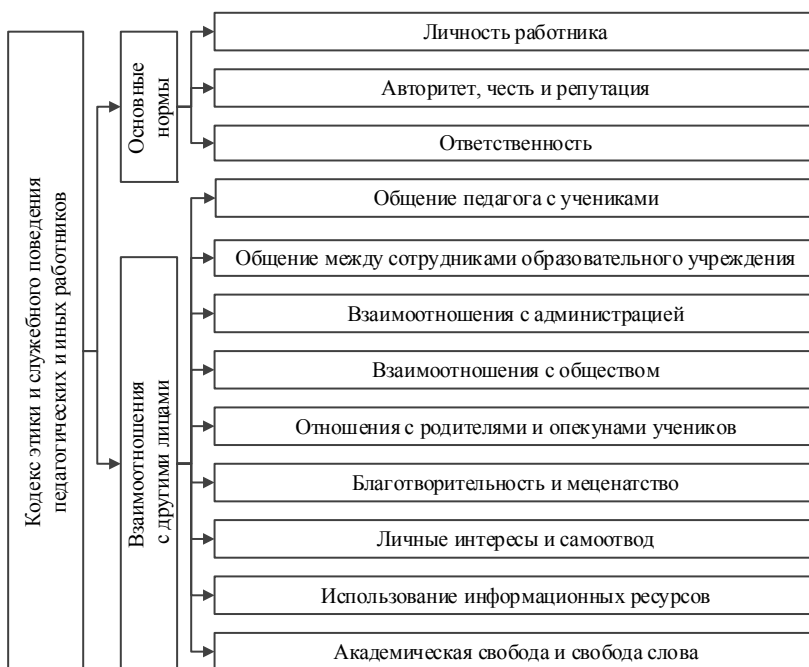 Кодекс этики и служебного поведения
педагогических и иных работников
Основные
нормы
Личность работника
Авторитет, честь и репутация
Ответственность
Взаимоотношения
с другими лицами
Общение педагога с учениками
Общение между сотрудниками образовательного учреждения
Взаимоотношения с администрацией
Взаимоотношения с обществом
Отношения с родителями и опекунами учеников
Благотворительность и меценатство
Личные интересы и самоотвод
Использование информационных ресурсов
Академическая свобода и свобода слова